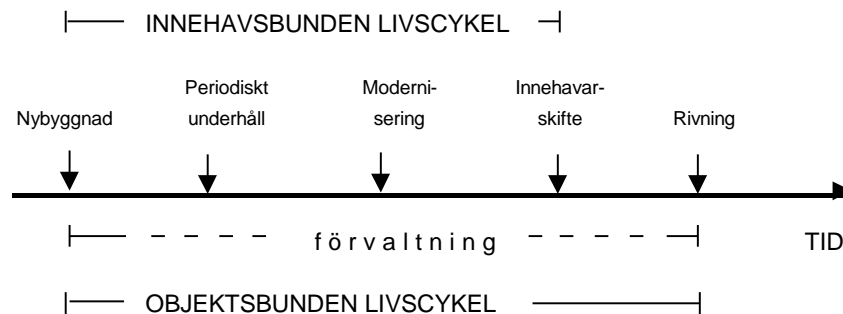 INNEHAVSBUNDEN LIVSCYKEL
Periodiskt Moderni- Innehavar-
Nybyggnad underhåll sering skifte Rivning
förvaltning TID
OBJEKTSBUNDEN LIVSCYKEL